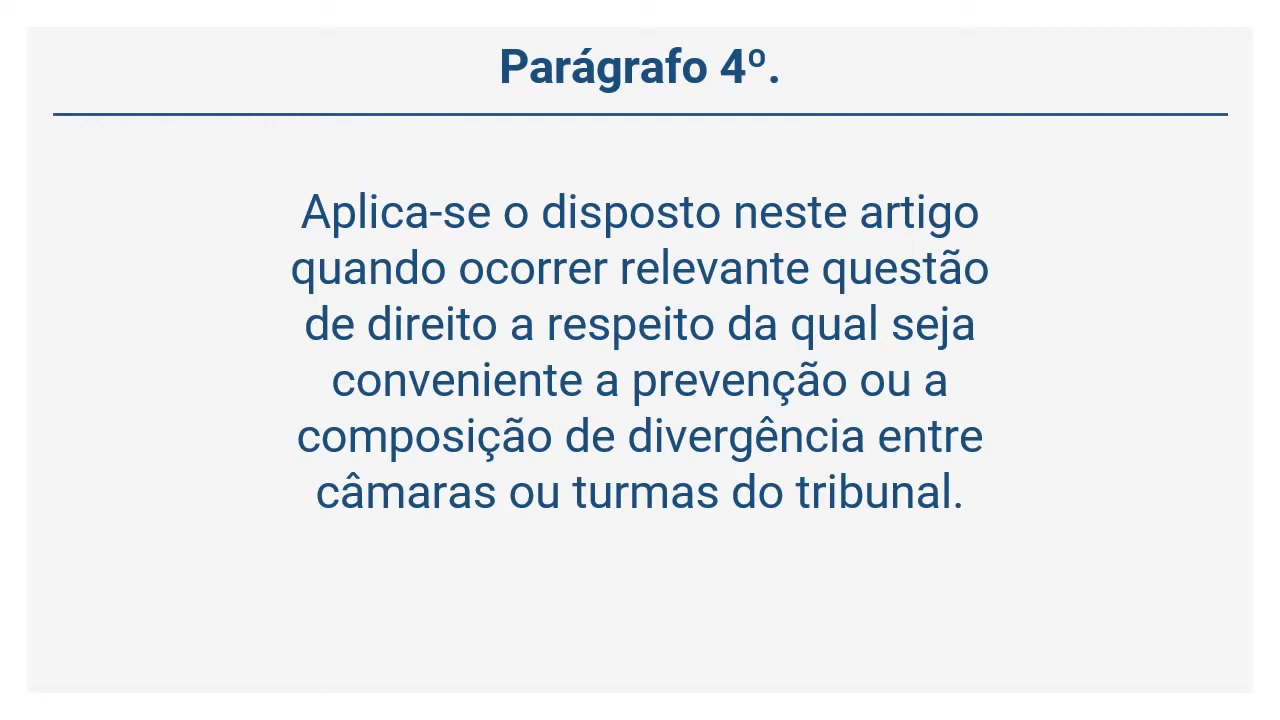 Parágrafo 4º.
Aplica-se o disposto neste artigo
quando ocorrer relevante questão
de direito a respeito da qual seja
conveniente a prevenção ou a
composição de divergência entre
câmaras ou turmas do tribunal.